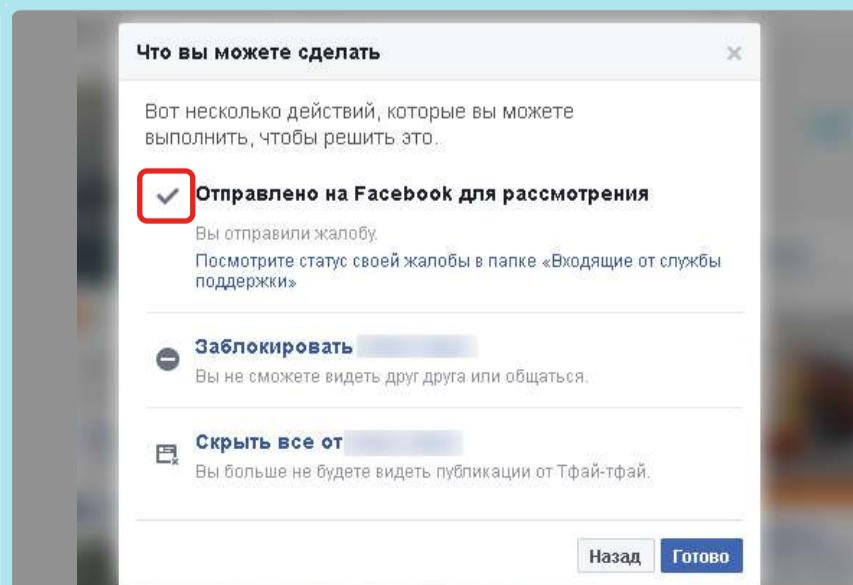 Что вы можете сделать
Вот несколько действий, которые вы можете
выполнить, чтобы решить это.
Отправлено на Facebook для рассмотрения
Вы отправили жалобу.
Посмотрите статус своей жалобы в папке «Входящие от службы
поддержки»
Заблокировать
Вы не сможете видеть друг друга или общаться.
Скрыть все от
Вы больше не будете видеть публикации от Тфай-тфай.
Назад Готово